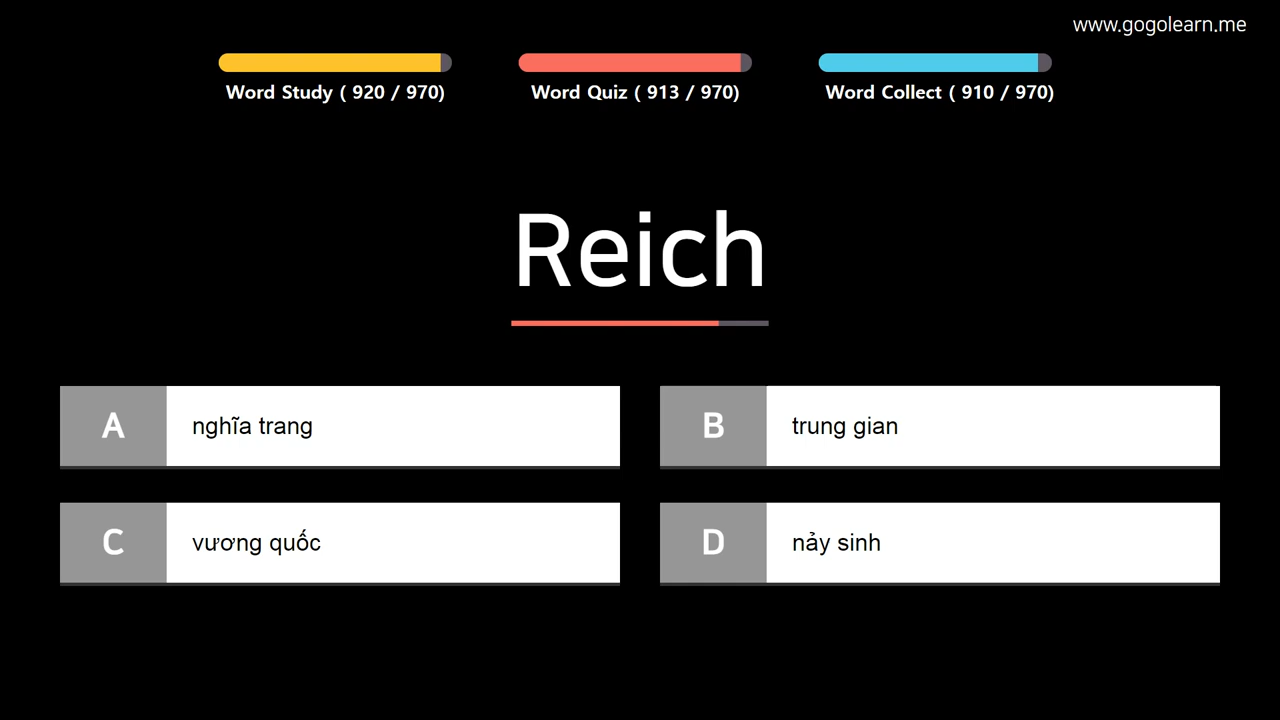 www.gogolearn.me
Word Study ( 920 / 970)
Word Quiz ( 913 / 970)
Word Collect ( 910 / 970)
Reich
A
nghĩa trang
B
trung gian
C
vương quốc
D
nảy sinh